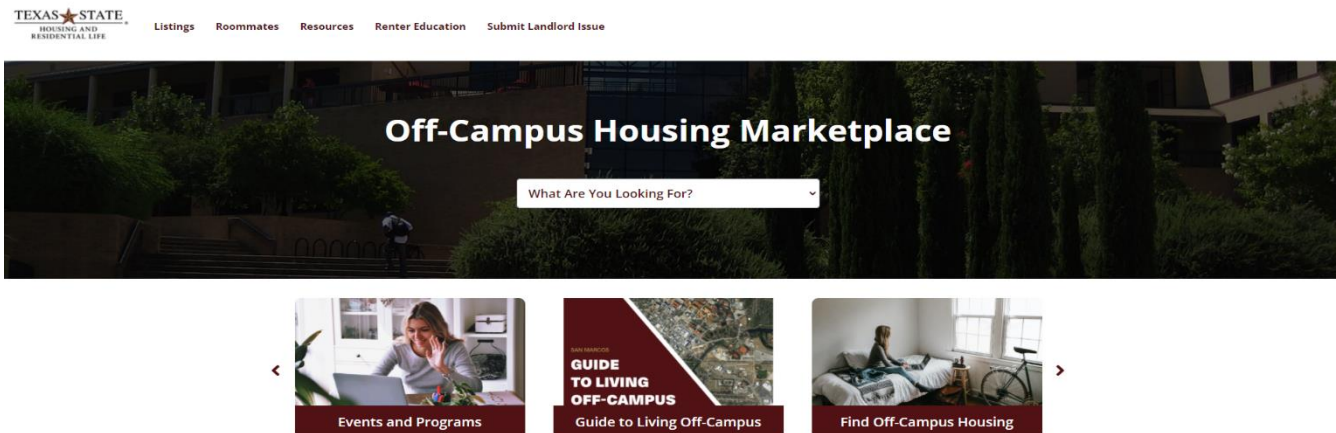 TEXAS STATE
HOUSING AND
RESIDENTIAL LIFE
Listings Roommates Resources Renter Education Submit Landlord Issue
Off-Campus Housing Marketplace
What Are You Looking For?
SAN MARCOS
GUIDE
TO LIVING
OFF-CAMPUS
Events and Programs
Guide to Living Off-Campus
Find Off-Campus Housing